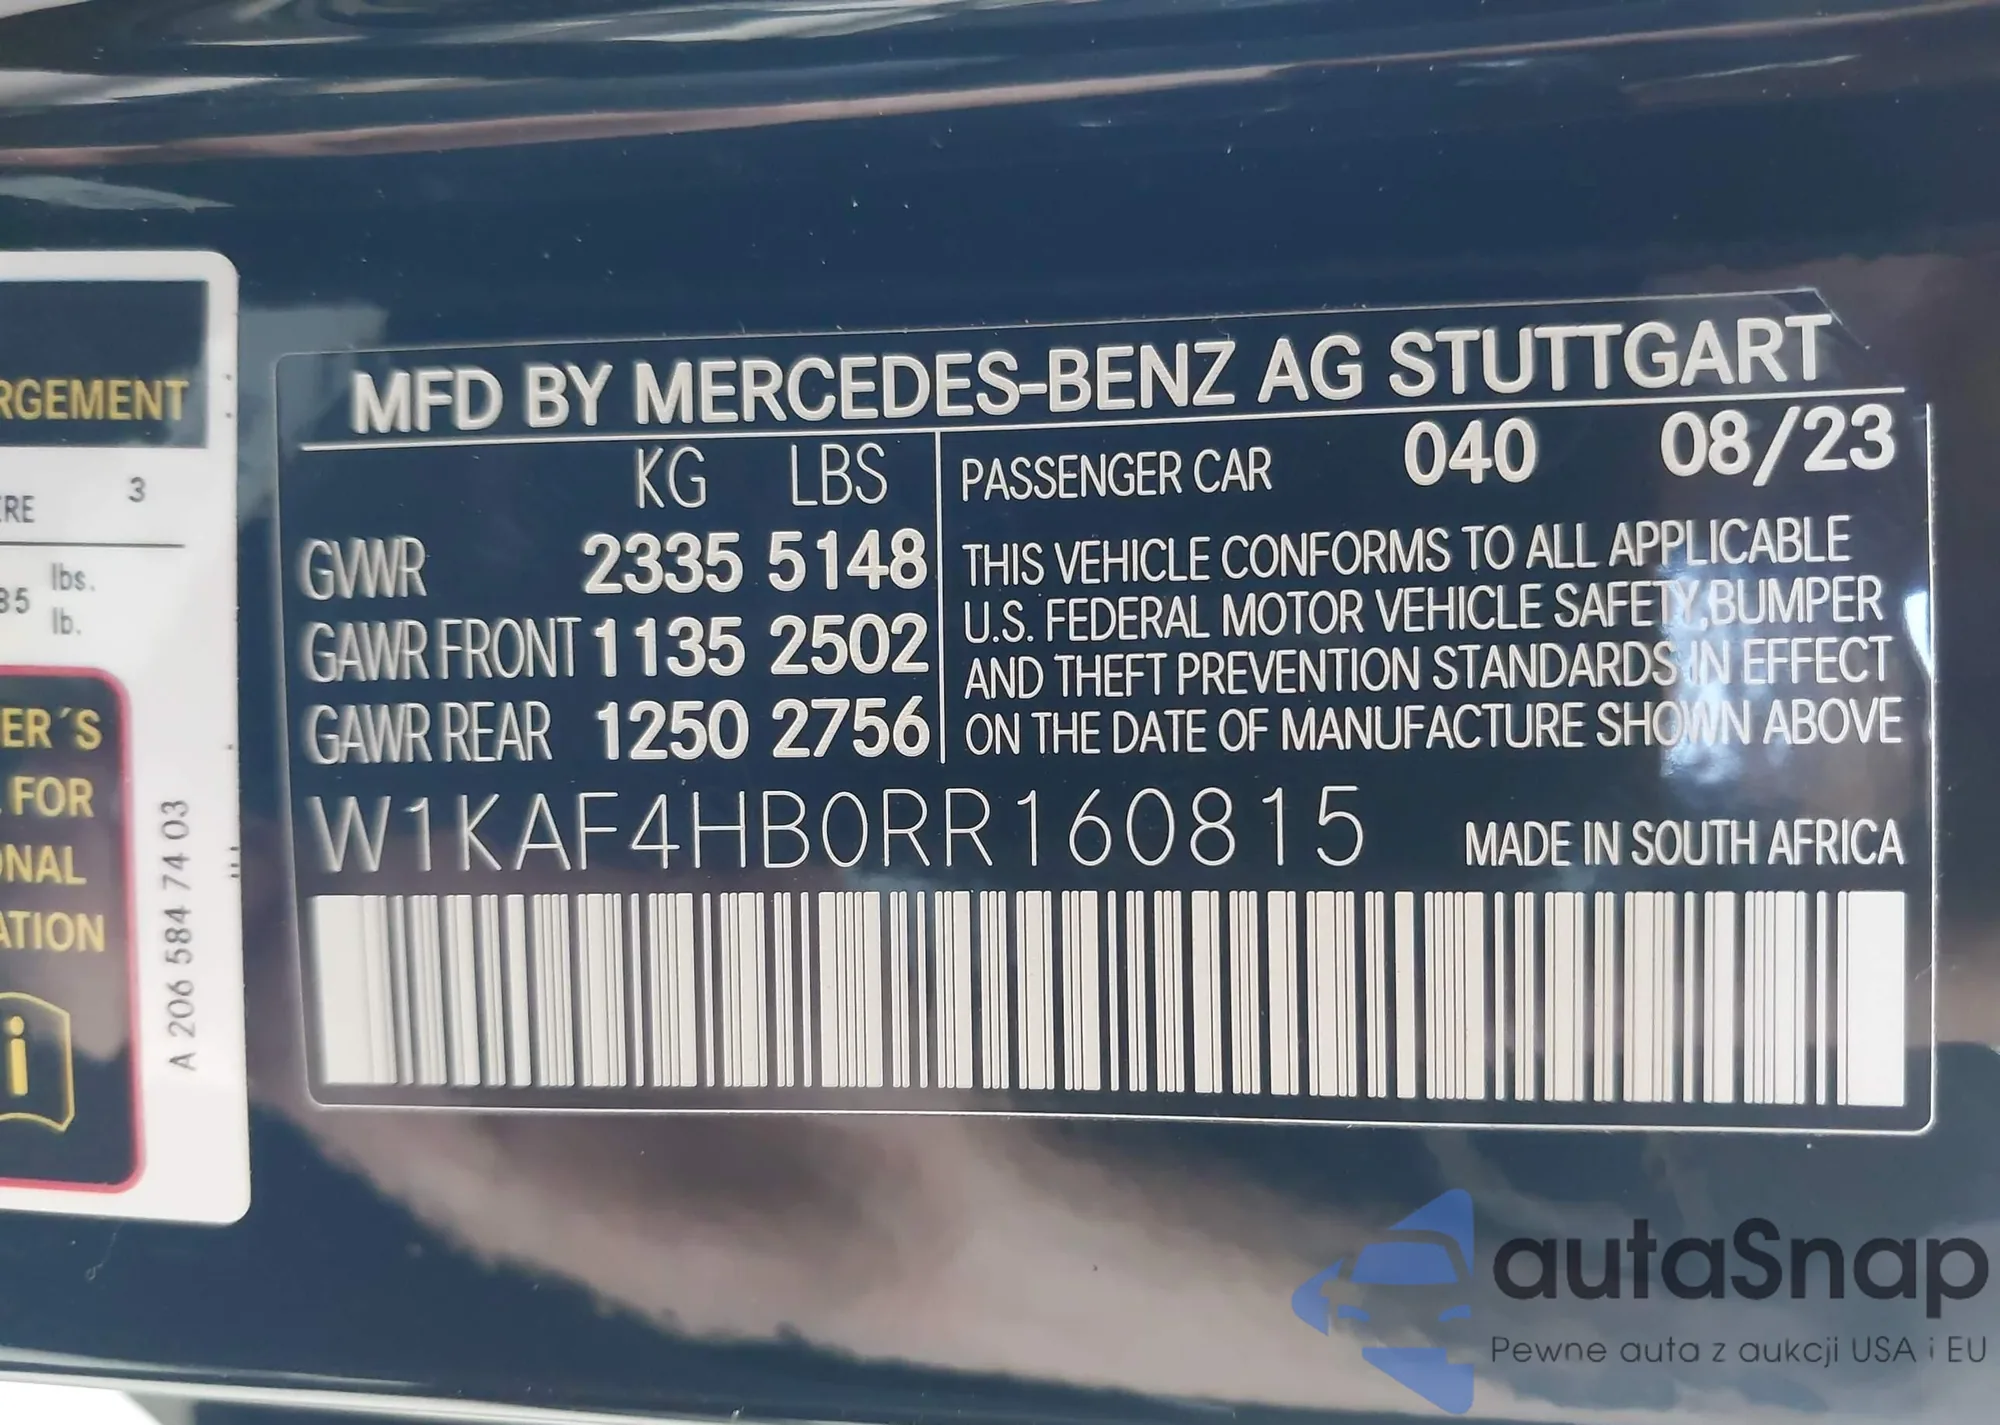 MFD BY MERCEDES-BENZ AG STUTTGART
KG LBS
GVWR 2335 5148
GAWR FRONT 1135 2502
GAWR REAR 1250 2756
PASSENGER CAR 040 08/23
THIS VEHICLE CONFORMS TO ALL APPLICABLE
U.S. FEDERAL MOTOR VEHICLE SAFETY,BUMPER
AND THEFT PREVENTION STANDARDS IN EFFECT
ON THE DATE OF MANUFACTURE SHOWN ABOVE
W1KAF4HB0RR160815 MADE IN SOUTH AFRICA
RGEMENT
RE 3
35 lbs.
lb.
ER´S
FOR
ONAL
ATION
i
A 206 584 74 03
autaSnap
Pewne auta z aukcji USA i EU